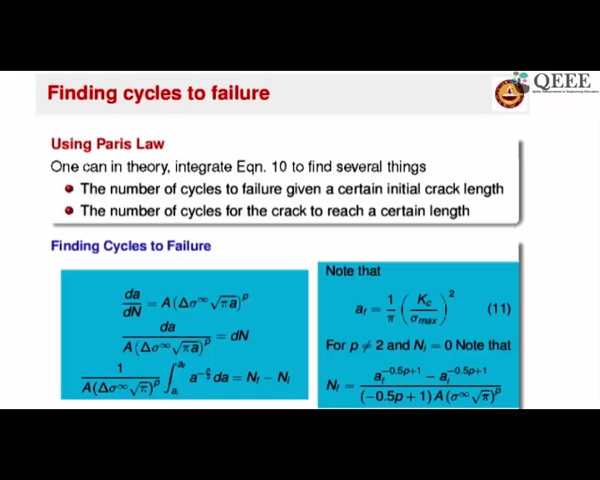 QEEE
Finding cycles to failure
Using Paris Law
One can in theory, integrate Eqn. 10 to find several things
The number of cycles to failure given a certain initial crack length
The number of cycles for the crack to reach a certain length
Finding Cycles to Failure
da/dN = A(Δσ^∞ √(πa))^p
da / (A(Δσ^∞ √(πa))^p) = dN
1 / (A(Δσ^∞ √π)^p) ∫_{a_i}^{a_f} a^{-p/2} da = N_f − N_i
Note that
a_f = 1/π (K_c / σ_max)^2 (11)
For p ≠ 2 and N_i = 0 Note that
N_f = (a_f^{−0.5p+1} − a_i^{−0.5p+1}) / ((−0.5p + 1) A(σ^∞ √π)^p)